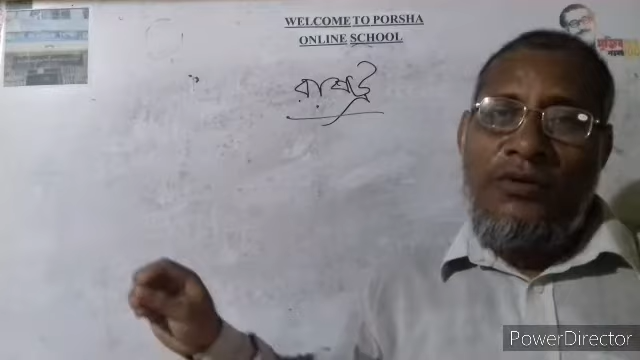 WELCOME TO PORSHA
ONLINE SCHOOL
রাষ্ট্র
PowerDirector